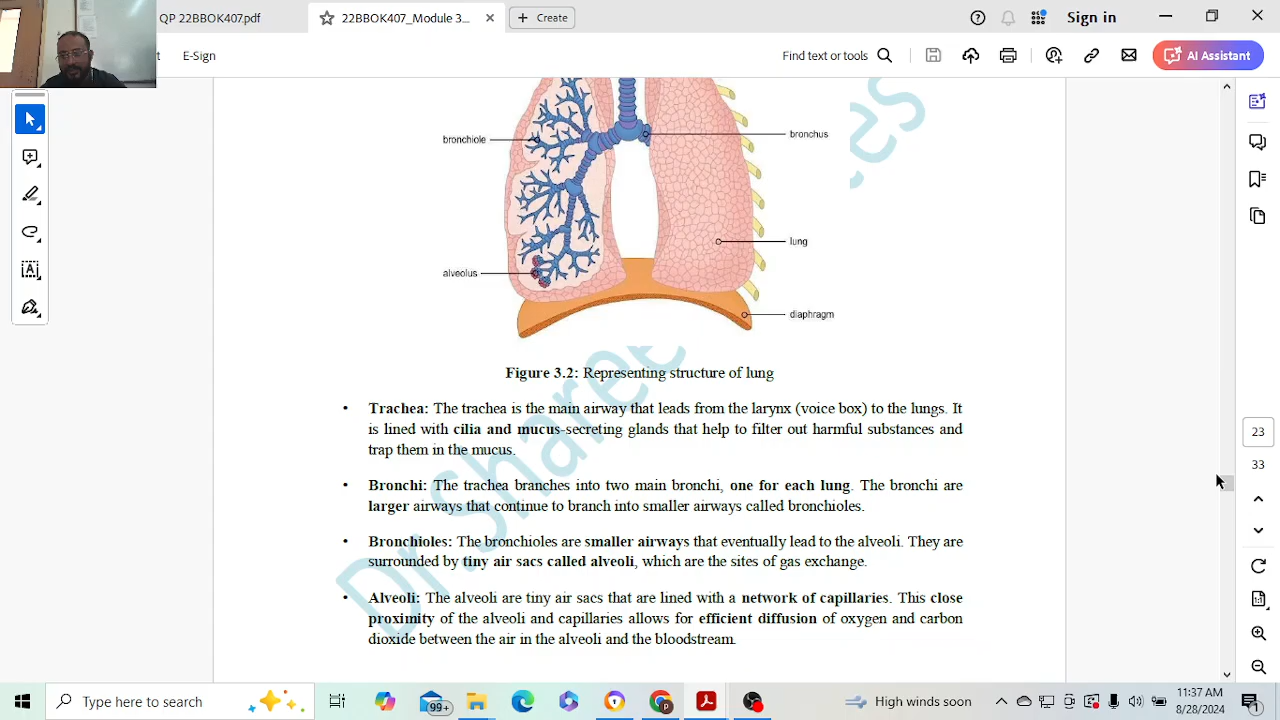 QP 22BBOK407.pdf
22BBOK407_Module 3_...
Create
Sign in
t
E-Sign
Find text or tools
AI Assistant
bronchiole
bronchus
lung
alveolus
diaphragm
Figure 3.2: Representing structure of lung
• Trachea: The trachea is the main airway that leads from the larynx (voice box) to the lungs. It
is lined with cilia and mucus-secreting glands that help to filter out harmful substances and
trap them in the mucus.
• Bronchi: The trachea branches into two main bronchi, one for each lung. The bronchi are
larger airways that continue to branch into smaller airways called bronchioles.
• Bronchioles: The bronchioles are smaller airways that eventually lead to the alveoli. They are
surrounded by tiny air sacs called alveoli, which are the sites of gas exchange.
• Alveoli: The alveoli are tiny air sacs that are lined with a network of capillaries. This close
proximity of the alveoli and capillaries allows for efficient diffusion of oxygen and carbon
dioxide between the air in the alveoli and the bloodstream.
23
33
Type here to search
99+
High winds soon
11:37 AM
8/28/2024
1